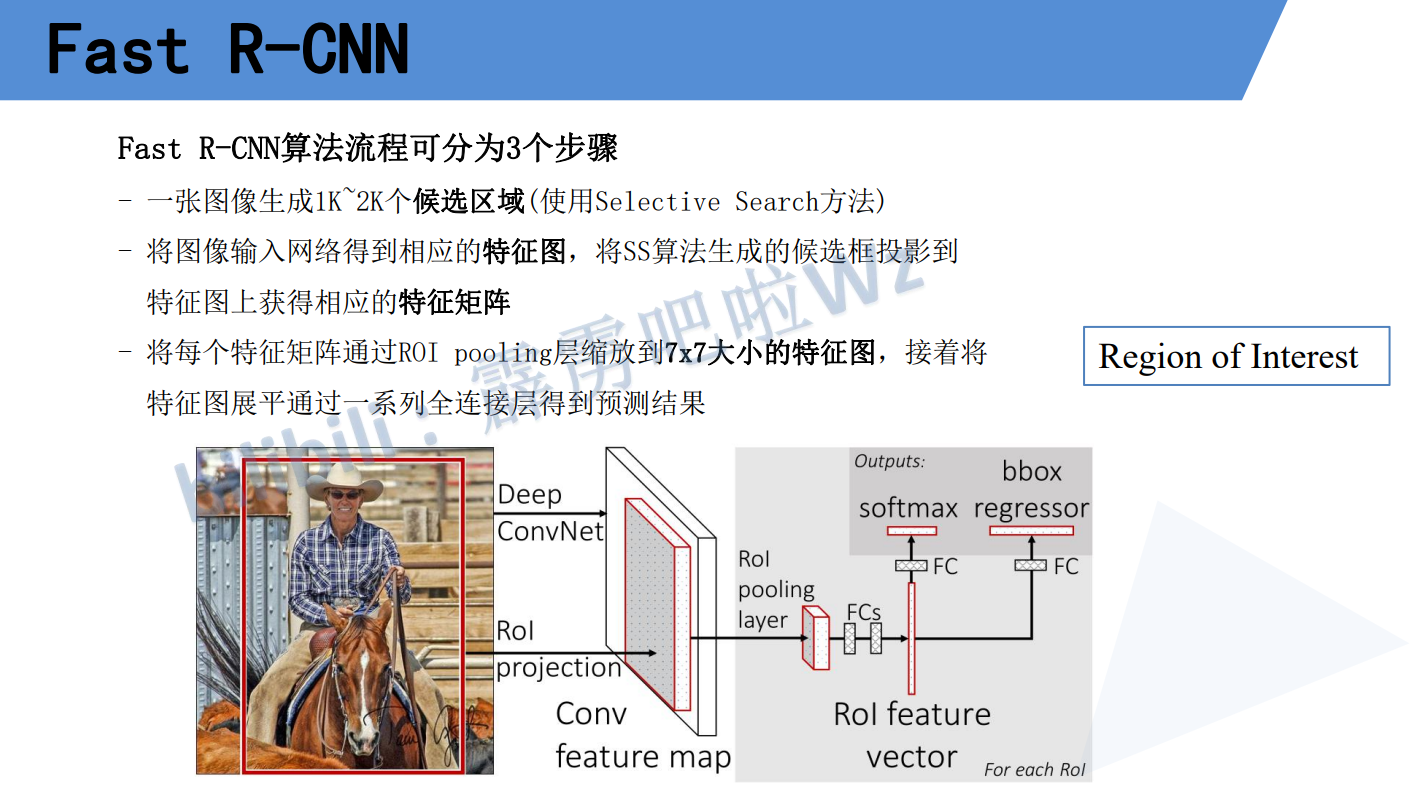 Fast R-CNN
Fast R-CNN算法流程可分为3个步骤
- 一张图像生成1K~2K个候选区域(使用Selective Search方法)
- 将图像输入网络得到相应的特征图，将SS算法生成的候选框投影到
特征图上获得相应的特征矩阵
- 将每个特征矩阵通过ROI pooling层缩放到7x7大小的特征图，接着将
特征图展平通过一系列全连接层得到预测结果
Region of Interest
bilibili：霹雳吧啦Wz
Deep
ConvNet
RoI
projection
Conv
feature map
RoI
pooling
layer
FCs
Outputs:
softmax
bbox
regressor
FC
FC
RoI feature
vector
For each RoI